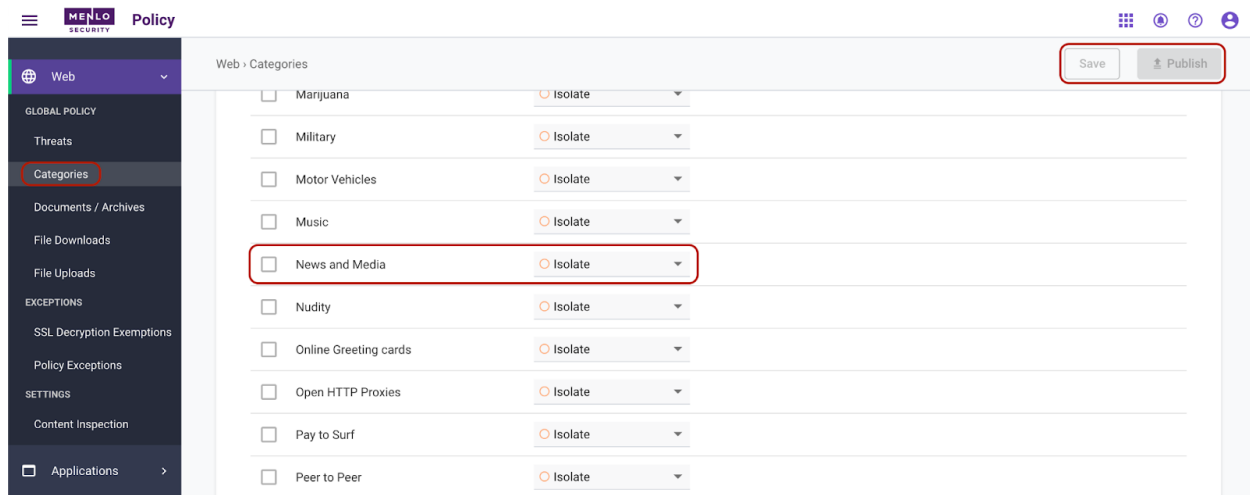 MENLO
SECURITY
Policy
Web
GLOBAL POLICY
Threats
Categories
Documents / Archives
File Downloads
File Uploads
EXCEPTIONS
SSL Decryption Exemptions
Policy Exceptions
SETTINGS
Content Inspection
Applications
Web › Categories
Save
Publish
Marijuana Isolate
Military Isolate
Motor Vehicles Isolate
Music Isolate
News and Media Isolate
Nudity Isolate
Online Greeting cards Isolate
Open HTTP Proxies Isolate
Pay to Surf Isolate
Peer to Peer Isolate